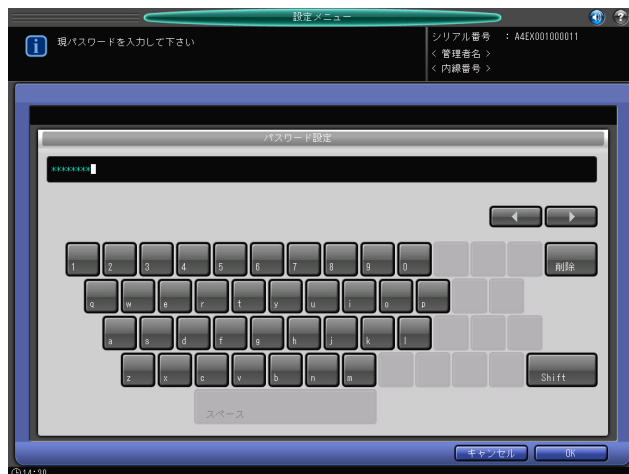 設定メニュー
現パスワードを入力して下さい
シリアル番号 : A4EX001000011
< 管理者名 >
< 内線番号 >
パスワード設定
********
1 2 3 4 5 6 7 8 9 0 削除
q w e r t y u i o p
a s d f g h j k l
z x c v b n m Shift
スペース
キャンセル OK
14:30